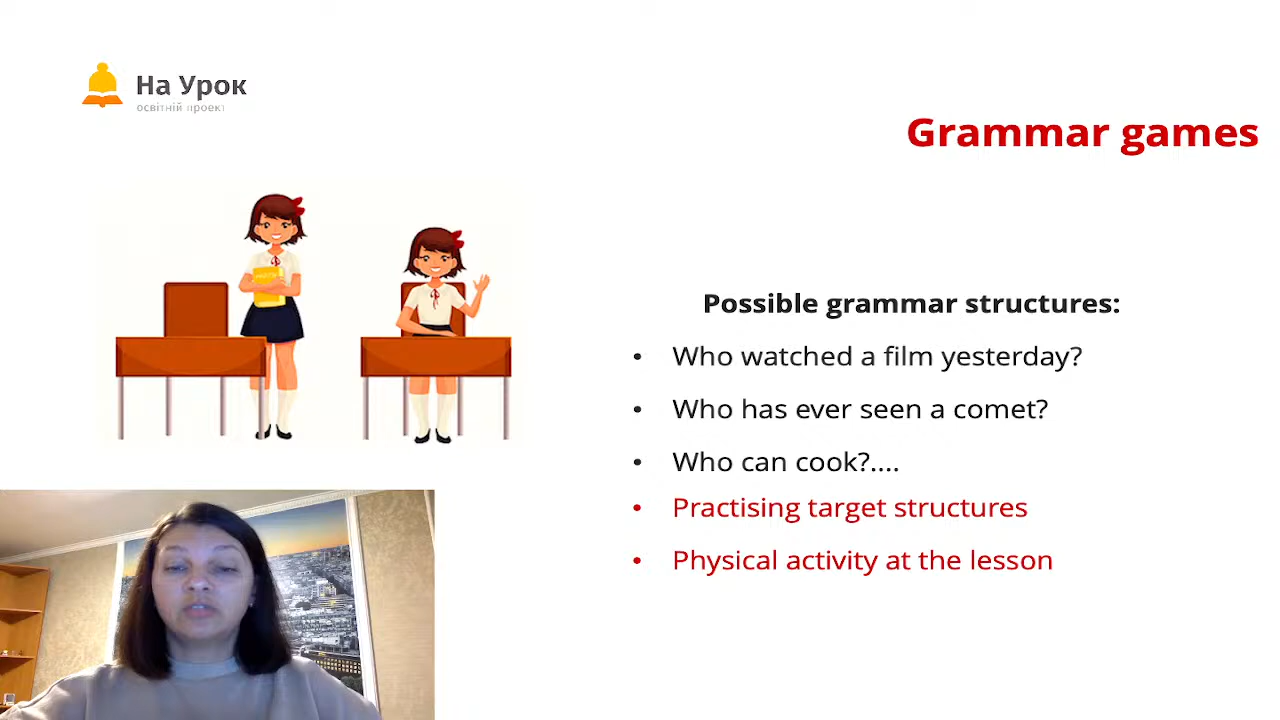 На Урок
освітній проект
Grammar games
Possible grammar structures:
• Who watched a film yesterday?
• Who has ever seen a comet?
• Who can cook?....
• Practising target structures
• Physical activity at the lesson